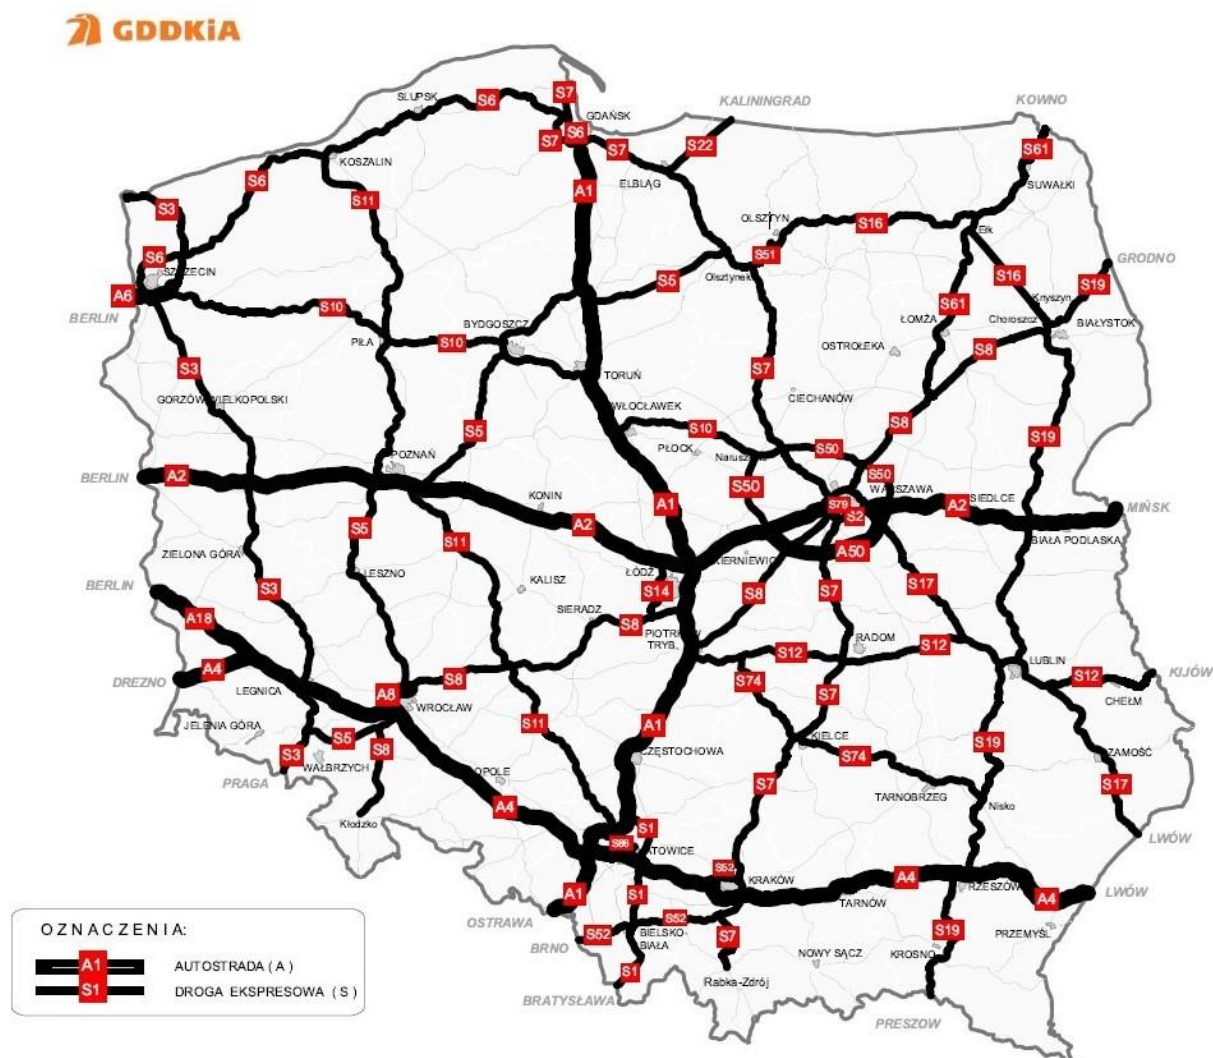 GDDKiA
S7
SŁUPSK
S6
GDAŃSK
KALININGRAD
KOWNO
S6
S7
S7
S22
S61
KOSZALIN
ELBLĄG
SUWAŁKI
S6
S11
A1
S3
OLSZTYN
S16
Ełk
S6
S51
S16
GRODNO
SZCZECIN
Olsztynek
S5
S19
A6
Knyszyn
BERLIN
S10
ŁOMŻA
S61
Choroszcz
BIAŁYSTOK
BYDGOSZCZ
PIŁA
S10
OSTROŁĘKA
S8
S3
TORUŃ
S7
CIECHANÓW
GORZÓW WIELKOPOLSKI
WŁOCŁAWEK
S5
S10
S8
S19
PŁOCK
S50
POZNAŃ
BERLIN
A2
S50
S50
WARSZAWA
KONIN
A1
S79
A2
SIEDLCE
MIŃSK
S5
A2
S2
S11
BIAŁA PODLASKA
ZIELONA GÓRA
A50
BERLIN
LESZNO
ŁÓDŹ
S3
KALISZ
S14
S8
S7
S17
A18
SIERADZ
S8
PIOTRKÓW
TRYB.
RADOM
S12
S12
A4
DREZNO
S8
S74
LUBLIN
S12
KIJÓW
LEGNICA
A8
WROCŁAW
S7
CHEŁM
JELENIA GÓRA
S11
A1
S5
S3
S8
KIELCE
S19
WAŁBRZYCH
CZĘSTOCHOWA
S74
ZAMOŚĆ
PRAGA
OPOLE
S7
S17
TARNOBRZEG
Nisko
A4
Kłodzko
S1
LWÓW
S86
KATOWICE
S52
KRAKÓW
A4
RZESZÓW
A1
S1
TARNÓW
A4
LWÓW
OSTRAWA
S52
S52
BIELSKO-
BIAŁA
S7
S19
PRZEMYŚL
BRNO
NOWY SĄCZ
KROSNO
S1
Rabka-Zdrój
BRATYSŁAWA
PRESZOW
OZNACZENIA:
A1 AUTOSTRADA ( A )
S1 DROGA EKSPRESOWA ( S )